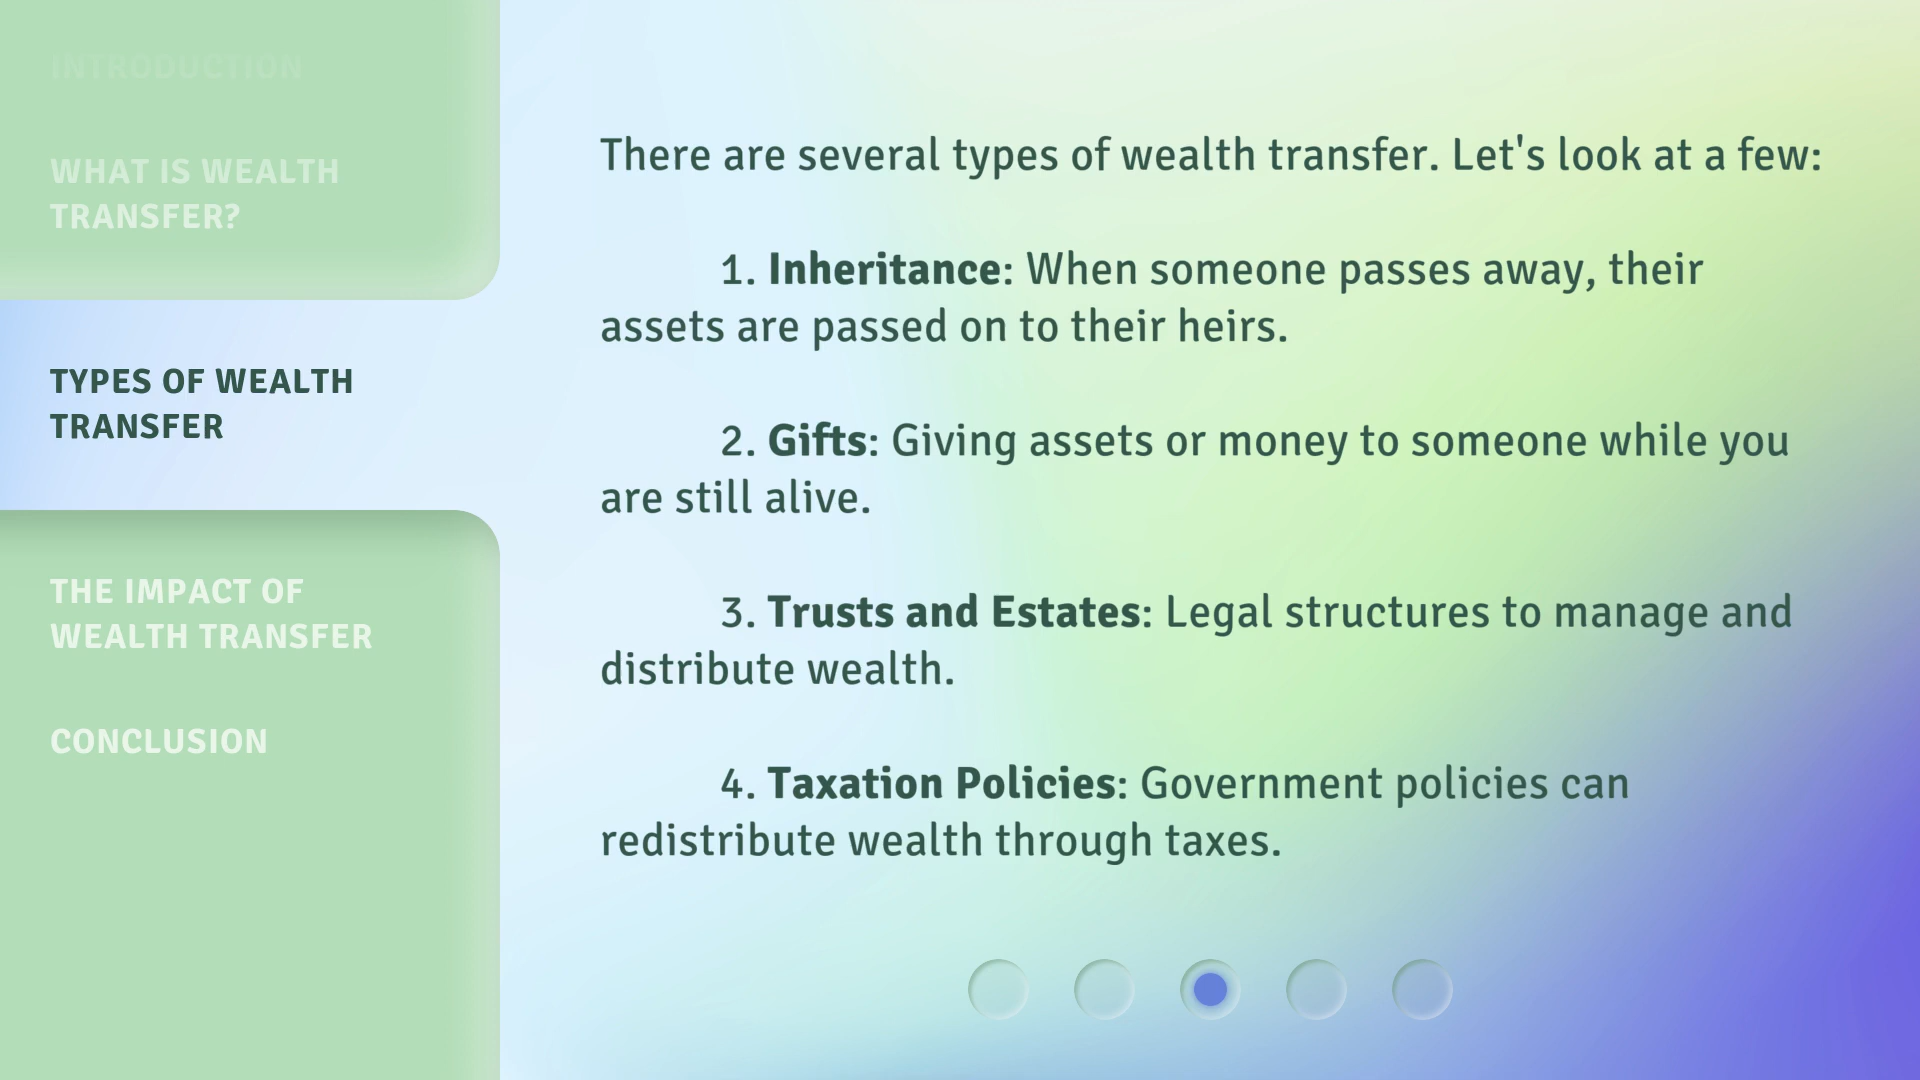 INTRODUCTION
WHAT IS WEALTH
TRANSFER?
TYPES OF WEALTH
TRANSFER
THE IMPACT OF
WEALTH TRANSFER
CONCLUSION
There are several types of wealth transfer. Let's look at a few:
1. Inheritance: When someone passes away, their
assets are passed on to their heirs.
2. Gifts: Giving assets or money to someone while you
are still alive.
3. Trusts and Estates: Legal structures to manage and
distribute wealth.
4. Taxation Policies: Government policies can
redistribute wealth through taxes.